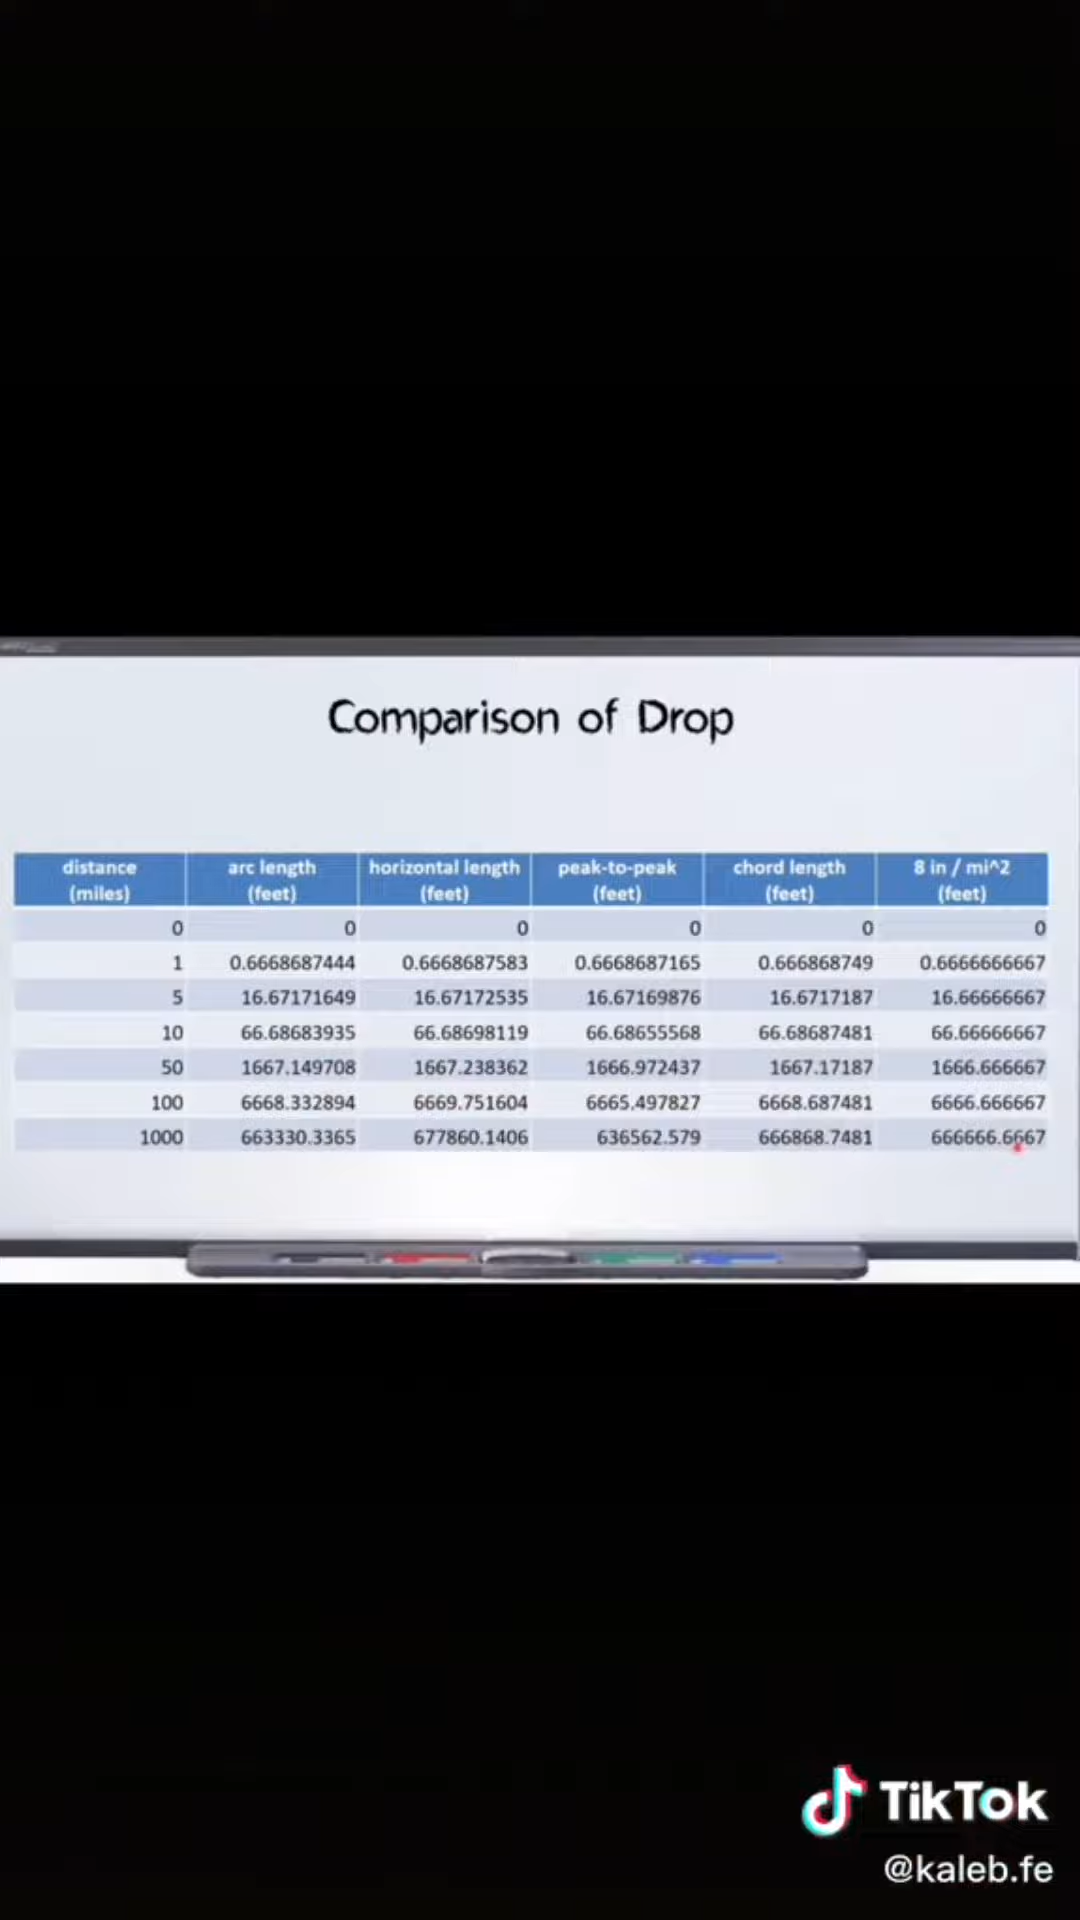 Comparison of Drop
distance (miles) arc length (feet) horizontal length (feet) peak-to-peak (feet) chord length (feet) 8 in / mi^2 (feet)
0 0 0 0 0 0
1 0.6668687444 0.6668687583 0.6668687165 0.666868749 0.6666666667
5 16.67171649 16.67172535 16.67169876 16.6717187 16.66666667
10 66.68683935 66.68698119 66.68655568 66.68687481 66.66666667
50 1667.149708 1667.238362 1666.972437 1667.17187 1666.666667
100 6668.332894 6669.751604 6665.497827 6668.687481 6666.666667
1000 663330.3365 677860.1406 636562.579 666868.7481 666666.6667
TikTok
@kaleb.fe